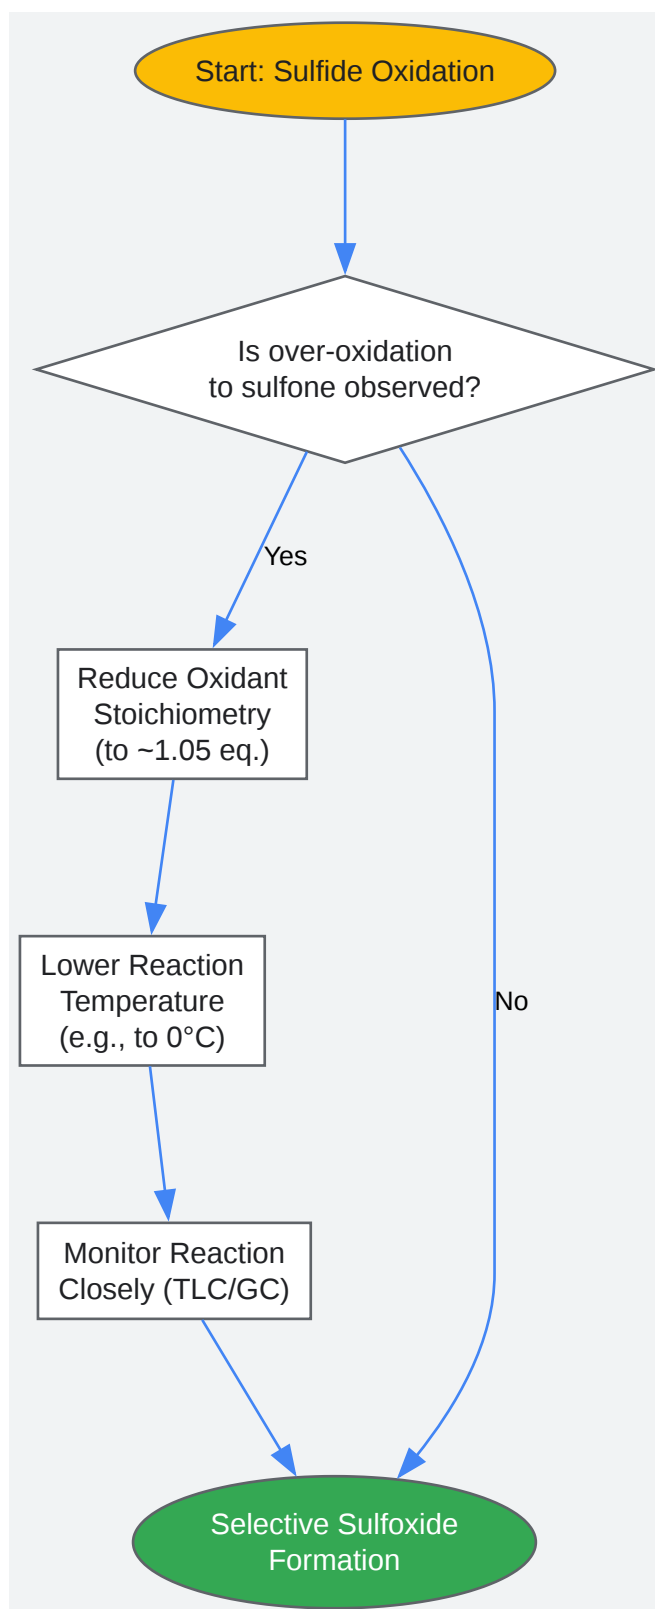 Start: Sulfide Oxidation
Is over-oxidation
to sulfone observed?
Yes
Reduce Oxidant
Stoichiometry
(to ~1.05 eq.)
Lower Reaction
Temperature
(e.g., to 0°C)
No
Monitor Reaction
Closely (TLC/GC)
Selective Sulfoxide
Formation